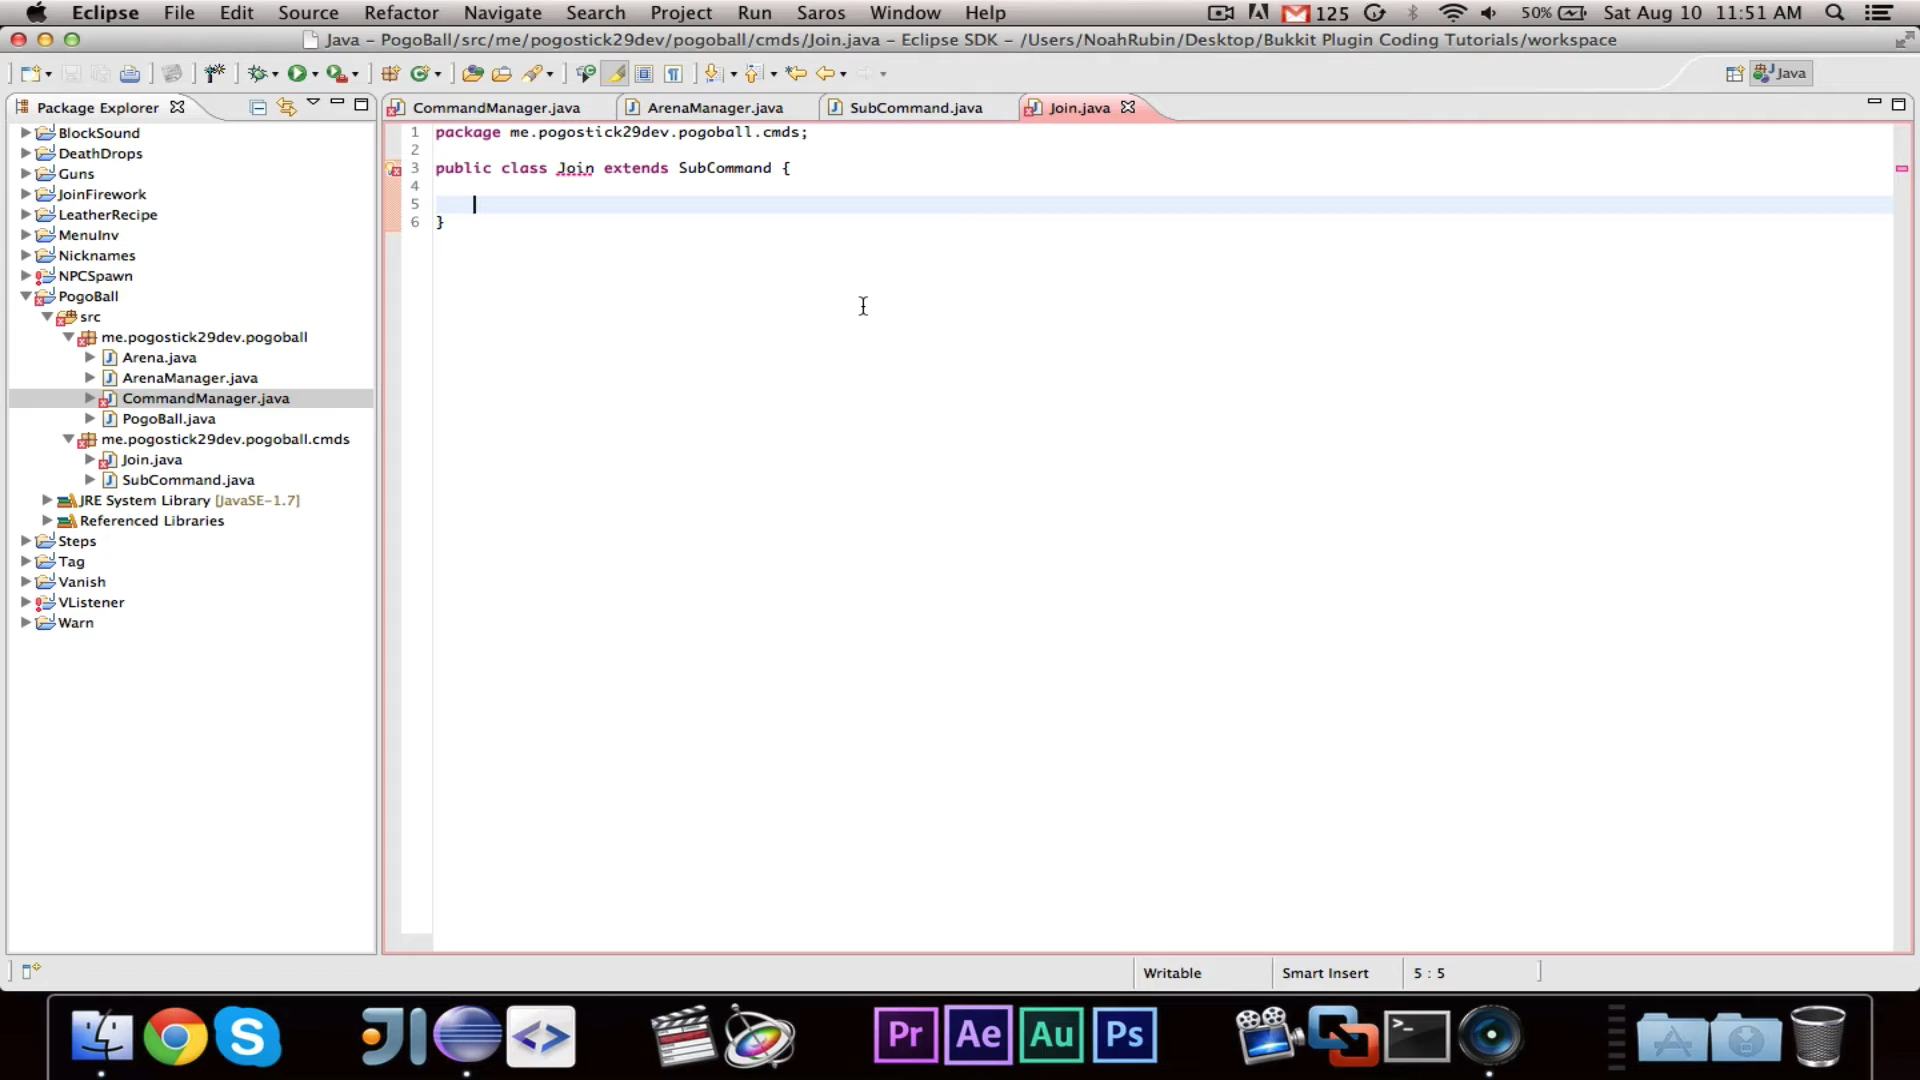 Eclipse File Edit Source Refactor Navigate Search Project Run Saros Window Help 125 50% Sat Aug 10 11:51 AM
Java – PogoBall/src/me/pogostick29dev/pogoball/cmds/Join.java – Eclipse SDK – /Users/NoahRubin/Desktop/Bukkit Plugin Coding Tutorials/workspace
Java
Package Explorer
CommandManager.java ArenaManager.java SubCommand.java Join.java
BlockSound
DeathDrops
Guns
JoinFirework
LeatherRecipe
MenuInv
Nicknames
NPCSpawn
PogoBall
src
me.pogostick29dev.pogoball
Arena.java
ArenaManager.java
CommandManager.java
PogoBall.java
me.pogostick29dev.pogoball.cmds
Join.java
SubCommand.java
JRE System Library [JavaSE-1.7]
Referenced Libraries
Steps
Tag
Vanish
VListener
Warn
1 package me.pogostick29dev.pogoball.cmds;
2
3 public class Join extends SubCommand {
4
5
6 }
Writable Smart Insert 5 : 5
S JI Pr Ae Au Ps